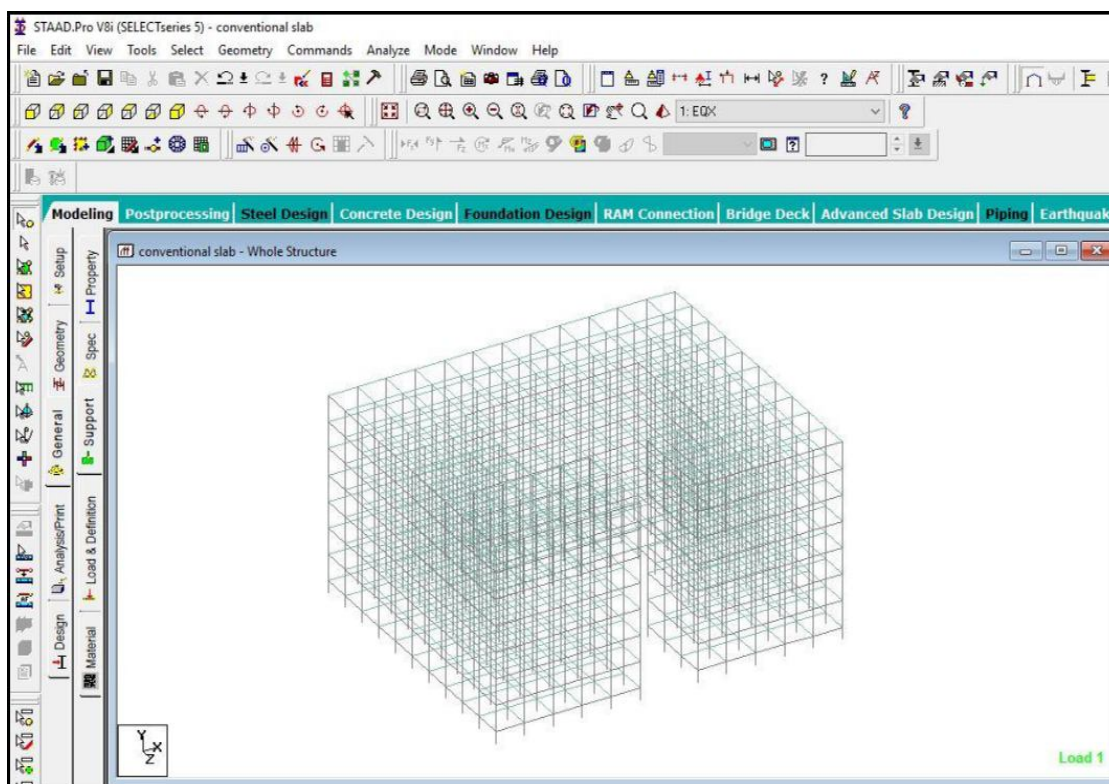 STAAD.Pro V8i (SELECTseries 5) - conventional slab
File Edit View Tools Select Geometry Commands Analyze Mode Window Help
1: EQX
Modeling Postprocessing Steel Design Concrete Design Foundation Design RAM Connection Bridge Deck Advanced Slab Design Piping Earthquak
conventional slab - Whole Structure
Setup
Geometry
General
Analysis/Print
Design
Property
Spec
Support
Load & Definition
Material
Y
X
Z
Load 1